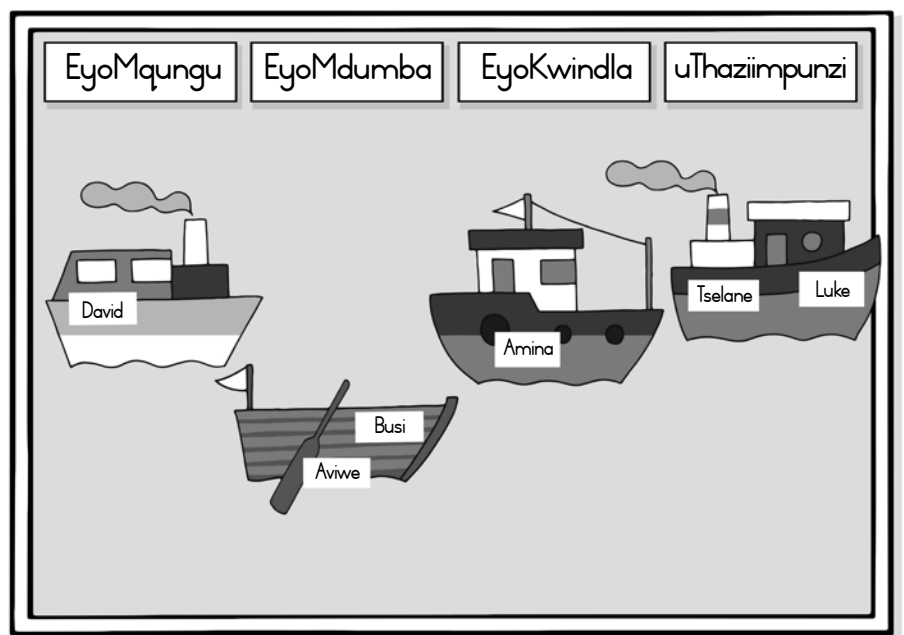 EyoMqungu
EyoMdumba
EyoKwindla
uThaziimpunzi
David
Tselane
Luke
Amina
Busi
Aviwe